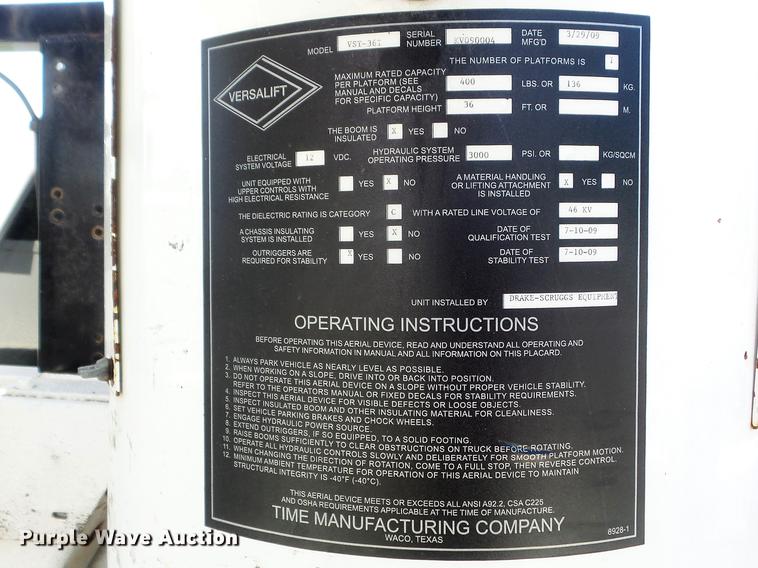 MODEL VST-36I SERIAL NUMBER KV090004 DATE MFG'D 3/29/09
THE NUMBER OF PLATFORMS IS 1
VERSALIFT
MAXIMUM RATED CAPACITY
PER PLATFORM (SEE
MANUAL AND DECALS
FOR SPECIFIC CAPACITY) 400 LBS. OR 136 KG.
PLATFORM HEIGHT 36 FT. OR M.
THE BOOM IS INSULATED X YES NO
ELECTRICAL SYSTEM VOLTAGE 12 VDC. HYDRAULIC SYSTEM OPERATING PRESSURE 3000 PSI. OR KG/SQCM
UNIT EQUIPPED WITH
UPPER CONTROLS WITH
HIGH ELECTRICAL RESISTANCE YES X NO
A MATERIAL HANDLING
OR LIFTING ATTACHMENT
IS INSTALLED X YES NO
THE DIELECTRIC RATING IS CATEGORY C WITH A RATED LINE VOLTAGE OF 46 KV
A CHASSIS INSULATING
SYSTEM IS INSTALLED YES X NO
DATE OF
QUALIFICATION TEST 7-10-09
OUTRIGGERS ARE
REQUIRED FOR STABILITY X YES NO
DATE OF
STABILITY TEST 7-10-09
UNIT INSTALLED BY DRAKE-SCRUGGS EQUIPMENT
OPERATING INSTRUCTIONS
BEFORE OPERATING THIS AERIAL DEVICE, READ AND UNDERSTAND ALL OPERATING AND
SAFETY INFORMATION IN MANUAL AND ALL INFORMATION ON THIS PLACARD.
1. ALWAYS PARK VEHICLE AS NEARLY LEVEL AS POSSIBLE.
2. WHEN WORKING ON A SLOPE, DRIVE INTO OR BACK INTO POSITION.
3. DO NOT OPERATE THIS AERIAL DEVICE ON A SLOPE WITHOUT PROPER VEHICLE STABILITY.
REFER TO THE OPERATORS MANUAL OR FIXED DECALS FOR STABILITY REQUIREMENTS.
4. INSPECT THIS AERIAL DEVICE FOR VISIBLE DEFECTS OR LOOSE OBJECTS.
5. INSPECT INSULATED BOOM AND OTHER INSULATING MATERIAL FOR CLEANLINESS.
6. SET VEHICLE PARKING BRAKES AND CHOCK WHEELS.
7. ENGAGE HYDRAULIC POWER SOURCE.
8. EXTEND OUTRIGGERS, IF SO EQUIPPED, TO A SOLID FOOTING.
9. RAISE BOOMS SUFFICIENTLY TO CLEAR OBSTRUCTIONS ON TRUCK BEFORE ROTATING.
10. OPERATE ALL HYDRAULIC CONTROLS SLOWLY AND DELIBERATELY FOR SMOOTH PLATFORM MOTION.
11. WHEN CHANGING THE DIRECTION OF ROTATION, COME TO A FULL STOP, THEN REVERSE CONTROL.
12. MINIMUM AMBIENT TEMPERATURE FOR OPERATION OF THIS AERIAL DEVICE TO MAINTAIN
STRUCTURAL INTEGRITY IS -40°F (-40°C).
THIS AERIAL DEVICE MEETS OR EXCEEDS ALL ANSI A92.2, CSA C225
AND OSHA REQUIREMENTS APPLICABLE AT THE TIME OF MANUFACTURE.
TIME MANUFACTURING COMPANY
WACO, TEXAS
8928-1
Purple Wave Auction